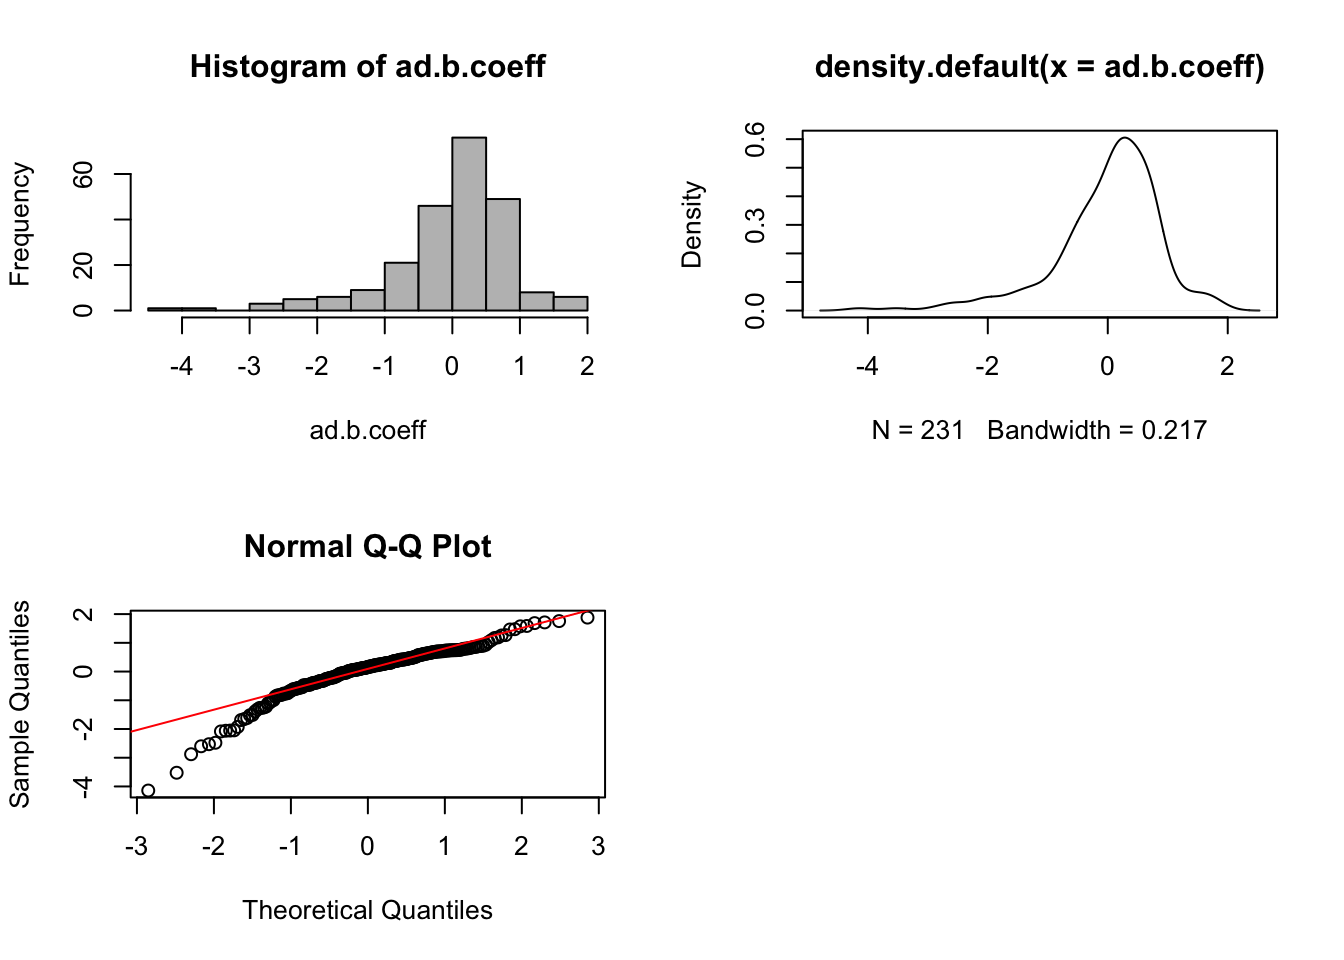 Histogram of ad.b.coeff
Frequency
0 20 60
-4 -3 -2 -1 0 1 2
ad.b.coeff
density.default(x = ad.b.coeff)
Density
0.0 0.3 0.6
-4 -2 0 2
N = 231 Bandwidth = 0.217
Normal Q-Q Plot
Sample Quantiles
-4 -2 0 2
-3 -2 -1 0 1 2 3
Theoretical Quantiles